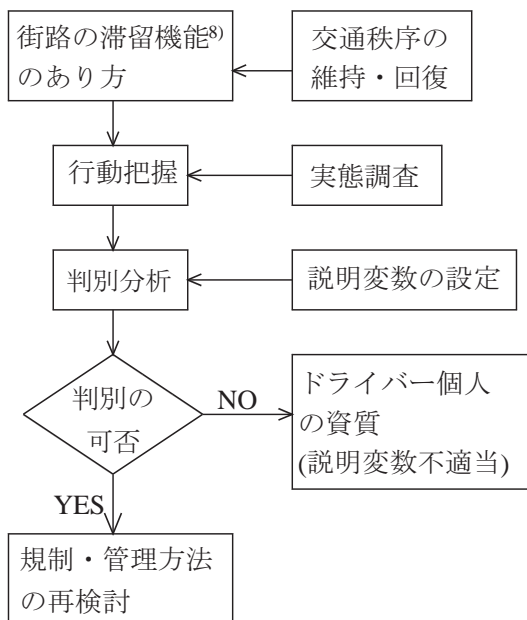 街路の滞留機能8)
のあり方
交通秩序の
維持・回復
行動把握
実態調査
判別分析
説明変数の設定
判別の
可否
NO
ドライバー個人
の資質
(説明変数不適当)
YES
規制・管理方法
の再検討